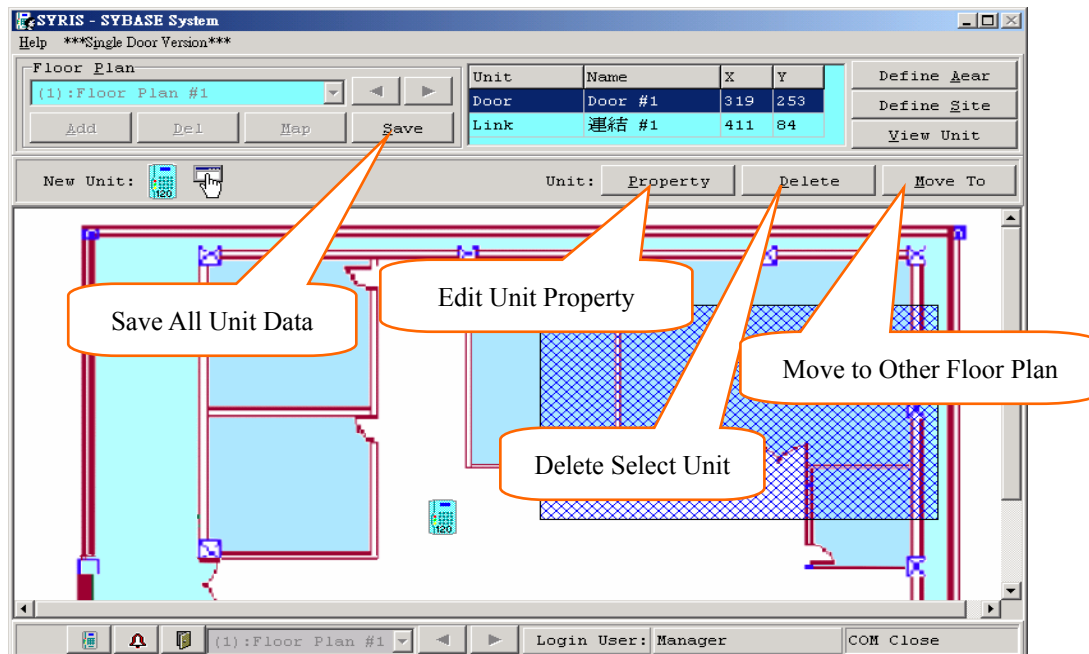 SYRIS - SYBASE System
Help ***Single Door Version***
Floor Plan
(1):Floor Plan #1
Add Del Map Save
Unit Name X Y
Door Door #1 319 253
Link 連結 #1 411 84
Define Aear
Define Site
View Unit
New Unit: 120 Unit: Property Delete Move To
Save All Unit Data
Edit Unit Property
Move to Other Floor Plan
Delete Select Unit
120
(1):Floor Plan #1 Login User: Manager COM Close